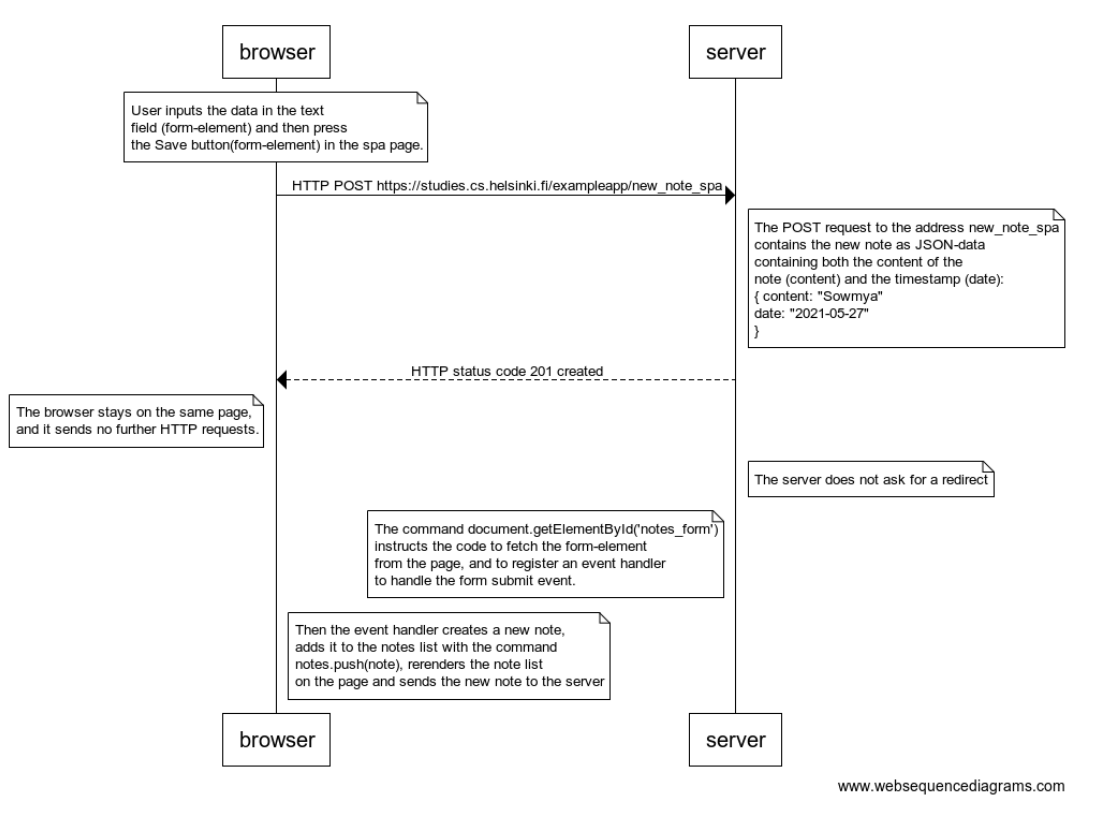 browser
server
User inputs the data in the text
field (form-element) and then press
the Save button(form-element) in the spa page.
HTTP POST https://studies.cs.helsinki.fi/exampleapp/new_note_spa
The POST request to the address new_note_spa
contains the new note as JSON-data
containing both the content of the
note (content) and the timestamp (date):
{ content: "Sowmya"
date: "2021-05-27"
}
HTTP status code 201 created
The browser stays on the same page,
and it sends no further HTTP requests.
The server does not ask for a redirect
The command document.getElementById('notes_form')
instructs the code to fetch the form-element
from the page, and to register an event handler
to handle the form submit event.
Then the event handler creates a new note,
adds it to the notes list with the command
notes.push(note), rerenders the note list
on the page and sends the new note to the server
browser
server
www.websequencediagrams.com